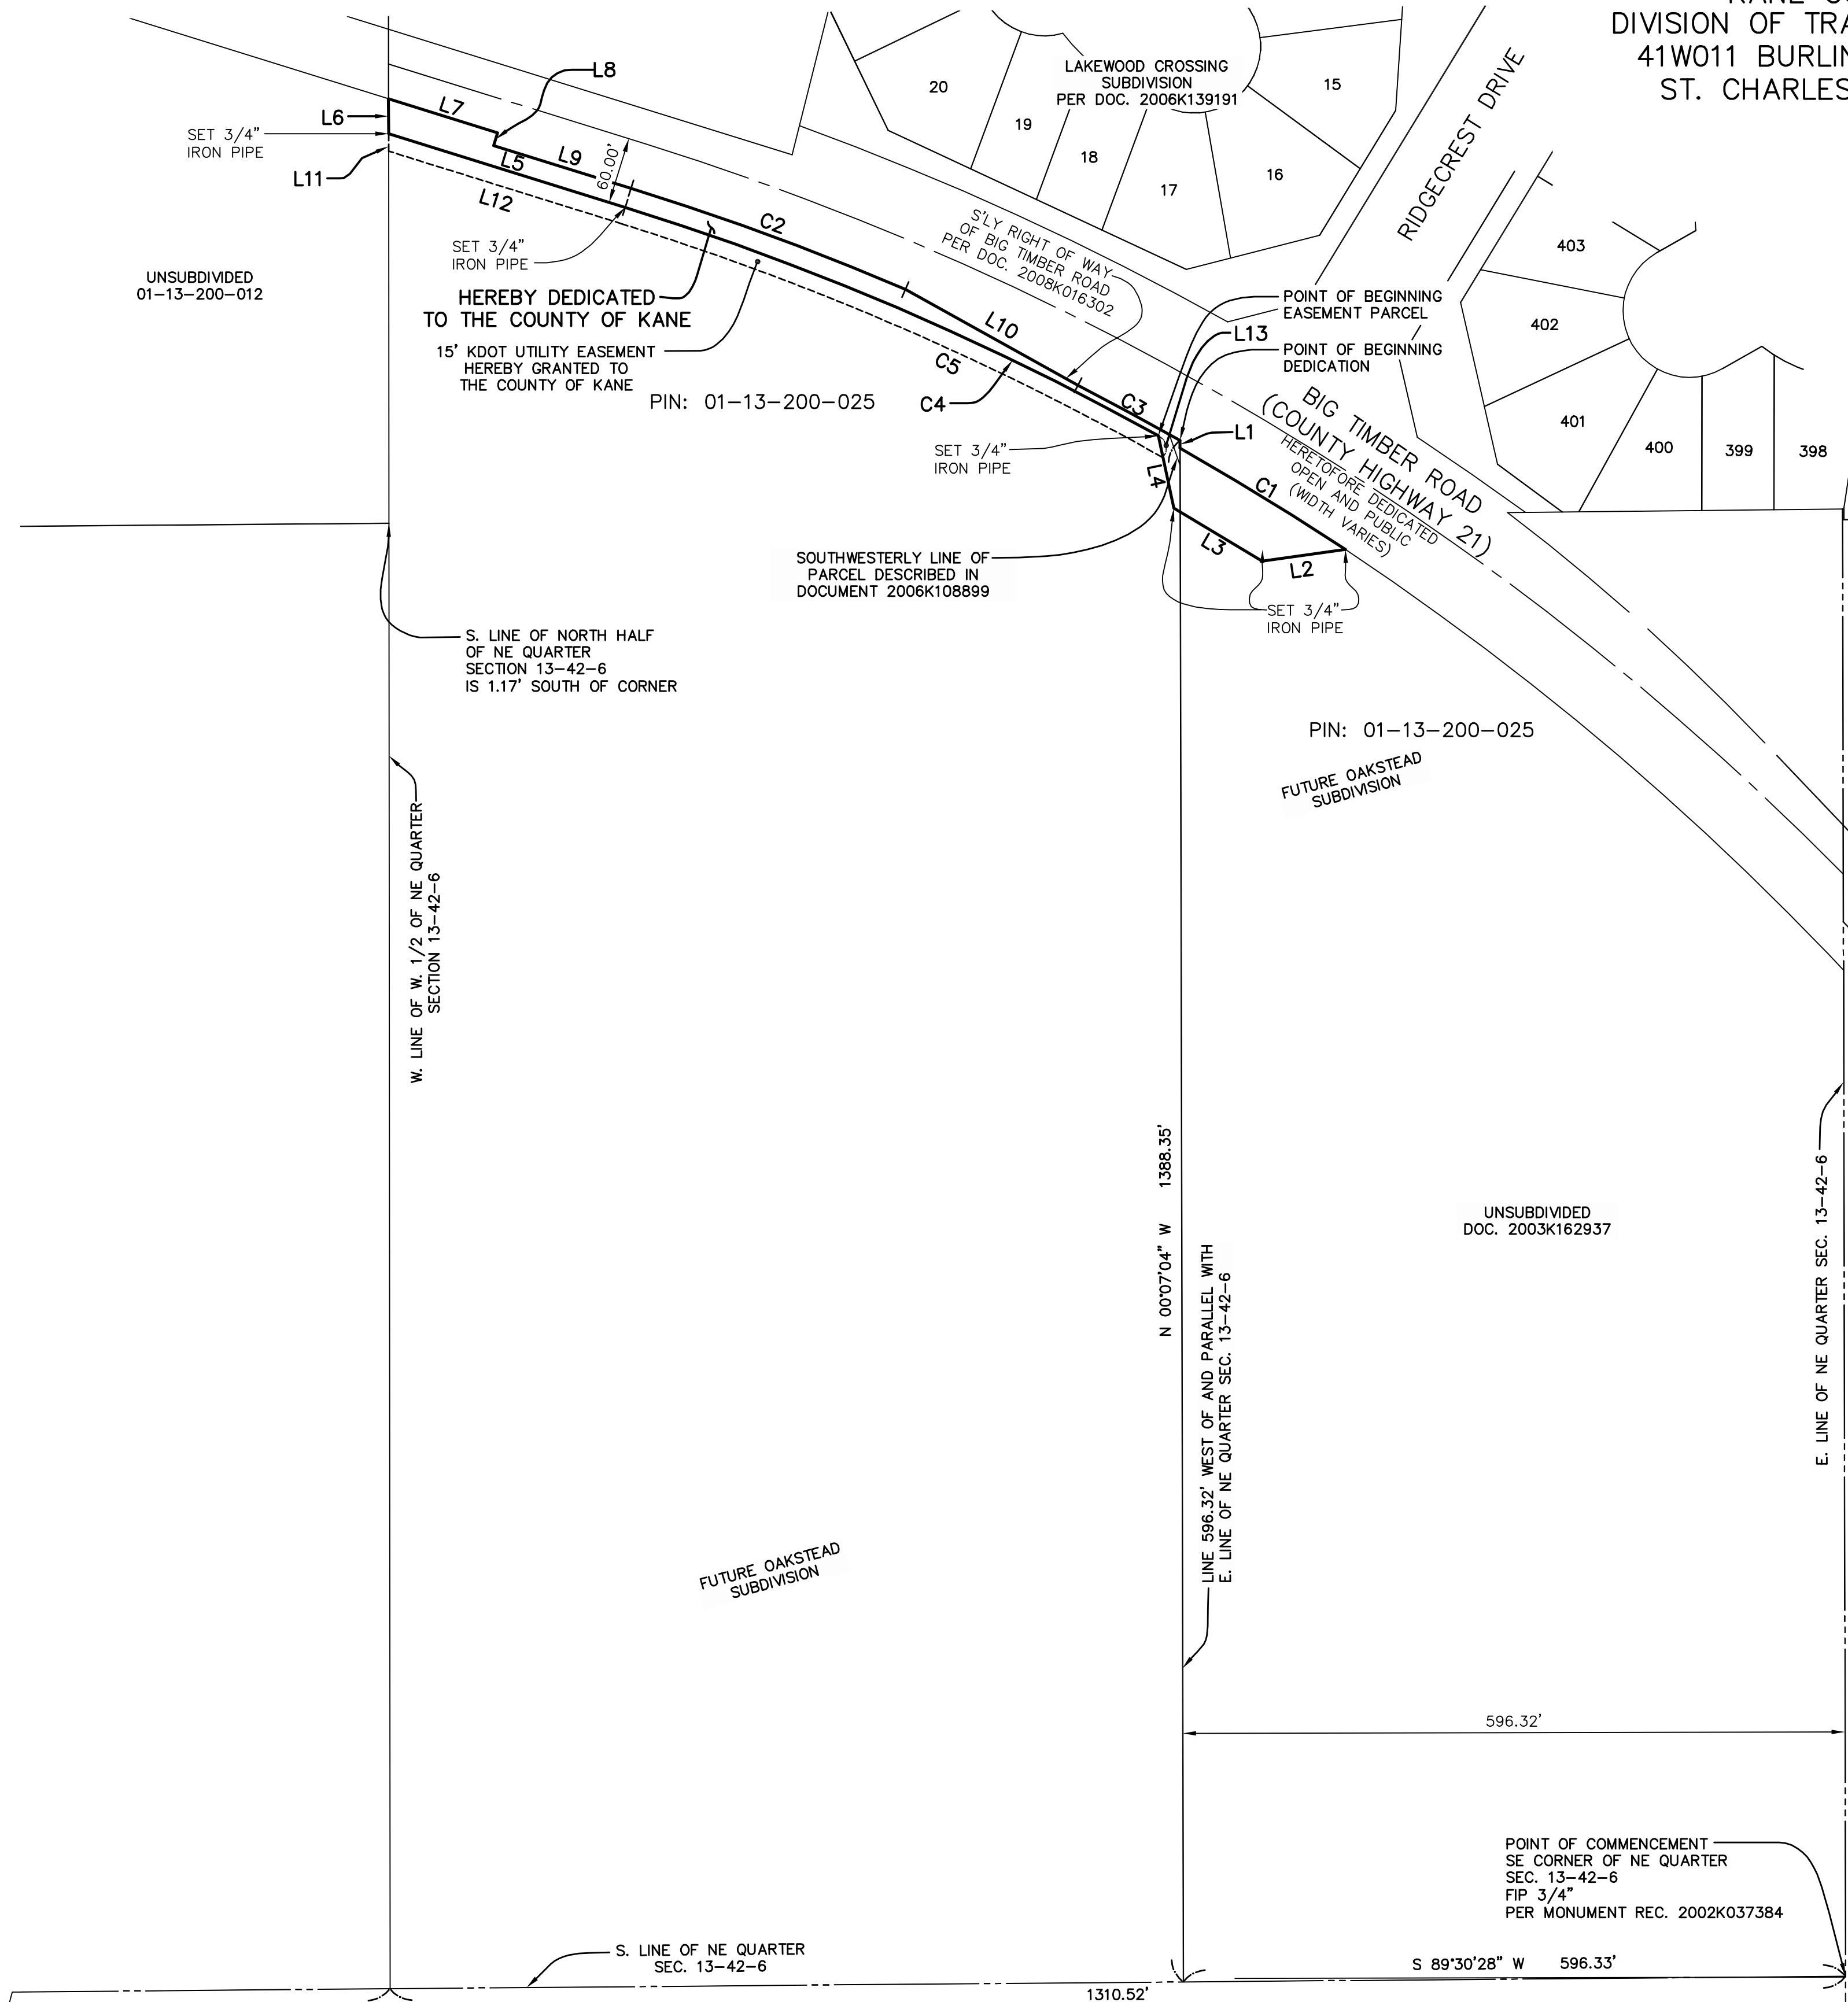 KANE CO
DIVISION OF TRA
41W011 BURLIN
ST. CHARLES
L8
L7
L6
SET 3/4"
IRON PIPE
L11
L9
L5
60.00'
L12
LAKEWOOD CROSSING
SUBDIVISION
PER DOC. 2006K139191
20
19
18
17
16
15
RIDGECREST DRIVE
C2
SET 3/4"
IRON PIPE
S'LY RIGHT OF WAY
OF BIG TIMBER ROAD
PER DOC. 2008K016302
UNSUBDIVIDED
01-13-200-012
HEREBY DEDICATED
TO THE COUNTY OF KANE
15' KDOT UTILITY EASEMENT
HEREBY GRANTED TO
THE COUNTY OF KANE
PIN: 01-13-200-025
L10
C5
C4
C3
POINT OF BEGINNING
EASEMENT PARCEL
L13
POINT OF BEGINNING
DEDICATION
L1
403
402
401
400
399
398
SET 3/4"
IRON PIPE
L4
C1
BIG TIMBER ROAD
(COUNTY HIGHWAY 21)
HERETOFORE DEDICATED
OPEN AND PUBLIC
(WIDTH VARIES)
L3
L2
SOUTHWESTERLY LINE OF
PARCEL DESCRIBED IN
DOCUMENT 2006K108899
SET 3/4"
IRON PIPE
S. LINE OF NORTH HALF
OF NE QUARTER
SECTION 13-42-6
IS 1.17' SOUTH OF CORNER
PIN: 01-13-200-025
FUTURE OAKSTEAD
SUBDIVISION
W. LINE OF W. 1/2 OF NE QUARTER
SECTION 13-42-6
N 00°07'04" W 1388.35'
LINE 596.32' WEST OF AND PARALLEL WITH
E. LINE OF NE QUARTER SEC. 13-42-6
UNSUBDIVIDED
DOC. 2003K162937
E. LINE OF NE QUARTER SEC. 13-42-6
FUTURE OAKSTEAD
SUBDIVISION
596.32'
POINT OF COMMENCEMENT
SE CORNER OF NE QUARTER
SEC. 13-42-6
FIP 3/4"
PER MONUMENT REC. 2002K037384
S. LINE OF NE QUARTER
SEC. 13-42-6
S 89°30'28" W 596.33'
1310.52'